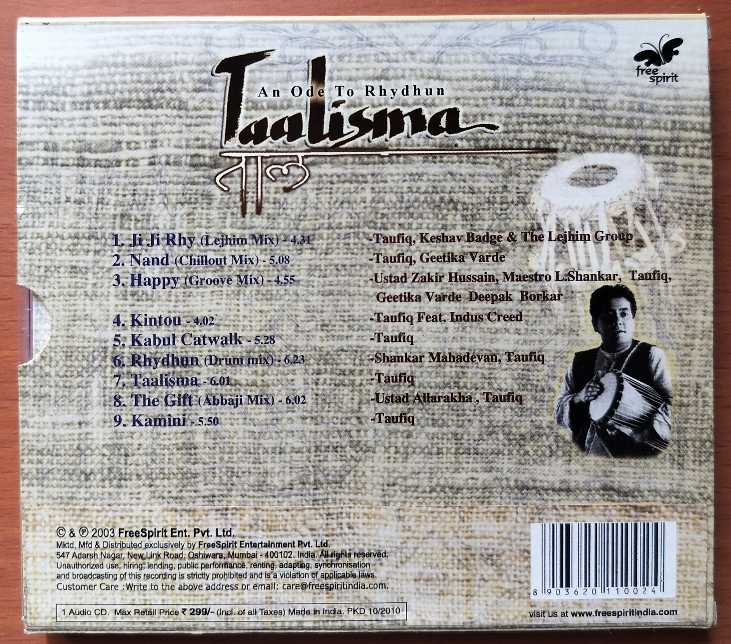 free
spirit
An Ode To Rhydhun
Taalisma
ताल
1. Ji Ji Rhy (Lejhim Mix) - 4.31 -Taufiq, Keshav Badge & The Lejhim Group
2. Nand (Chillout Mix) - 5.08 -Taufiq, Geetika Varde
3. Happy (Groove Mix) - 4.55 -Ustad Zakir Hussain, Maestro L.Shankar, Taufiq,
Geetika Varde Deepak Borkar
4. Kintou - 4.02 -Taufiq Feat. Indus Creed
5. Kabul Catwalk - 5.28 -Taufiq
6. Rhydhun (Drum mix) - 6.23 -Shankar Mahadevan, Taufiq
7. Taalisma - 6.01 -Taufiq
8. The Gift (Abbaji Mix) - 6.02 -Ustad Allarakha , Taufiq
9. Kamini - 5.50 -Taufiq
© & ℗ 2003 FreeSpirit Ent. Pvt. Ltd.
Mktd, Mfd & Distributed exclusively by FreeSpirit Entertainment Pvt. Ltd.
547 Adarsh Nagar, New Link Road, Oshiwara, Mumbai - 400102. India. All rights reserved.
Unauthorized use, hiring, lending, public performance, renting, adapting, synchronisation
and broadcasting of this recording is strictly prohibited and is a violation of applicable laws.
Customer Care : Write to the above address or email: care@freespiritindia.com
1 Audio CD. Max Retail Price ₹ 299/- (Incl. of all Taxes) Made in India. PKD 10/2010
8 903620 110024
visit us at www.freespiritindia.com